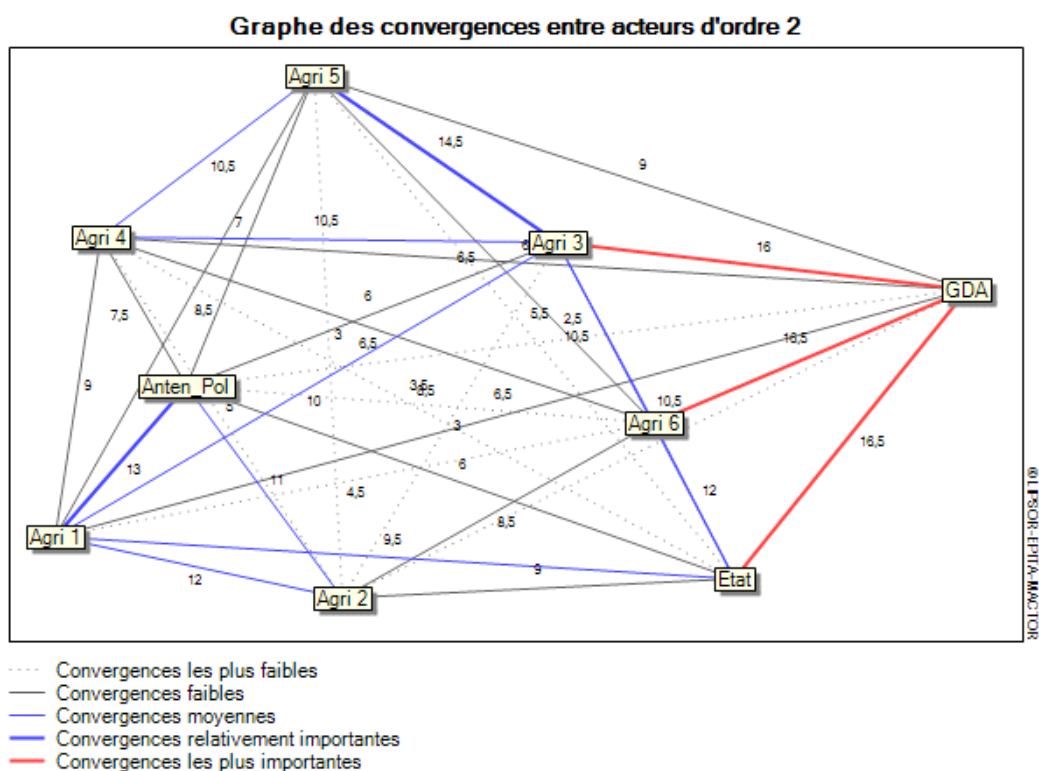 Graphe des convergences entre acteurs d'ordre 2
Agri 5
14,5
9
10,5
7
10,5
6,5
Agri 4
Agri 3
16
GDA
6
7,5
8,5
3
6,5
5,5
2,5
10,5
16,5
9
Anten_Pol
5
10
3,5
6,5
10,5
3
Agri 6
16,5
13
11
6
4,5
12
8,5
Agri 1
9,5
9
12
Agri 2
Etat
©LIPSOR-EPITA-MACTOR
Convergences les plus faibles
Convergences faibles
Convergences moyennes
Convergences relativement importantes
Convergences les plus importantes